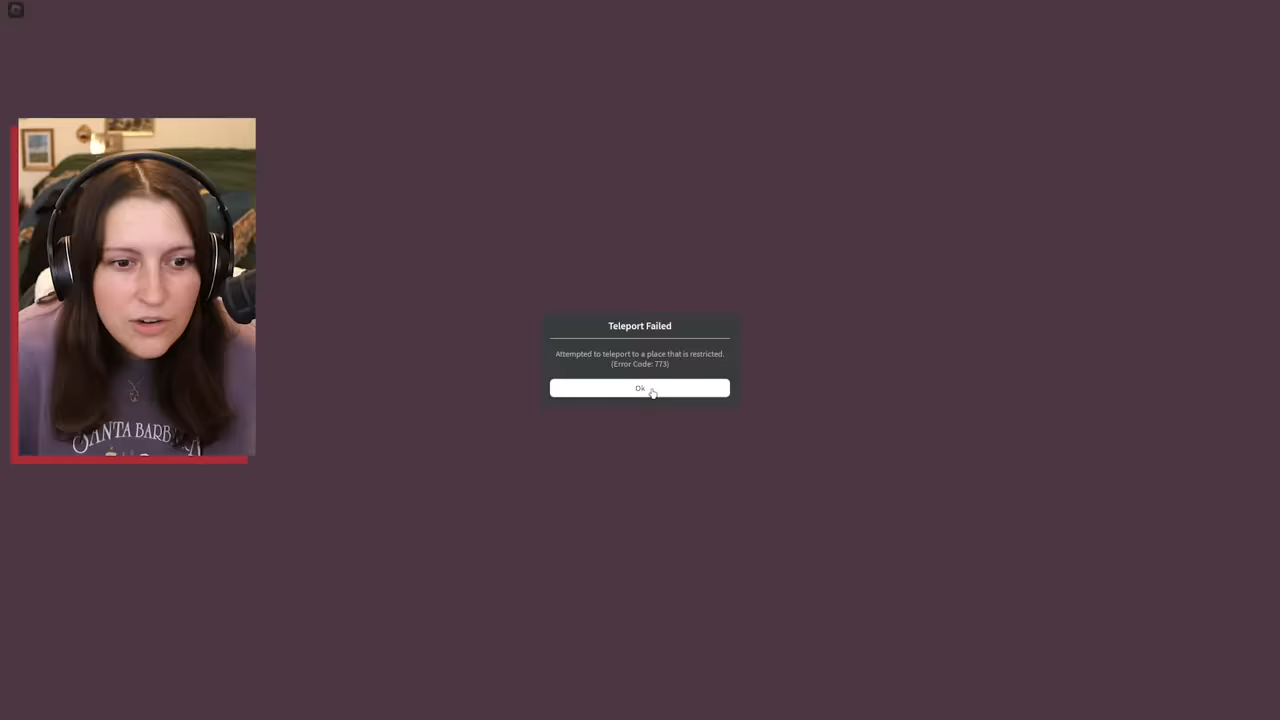 Teleport Failed
Attempted to teleport to a place that is restricted.
(Error Code: 773)
Ok
SANTA BARB